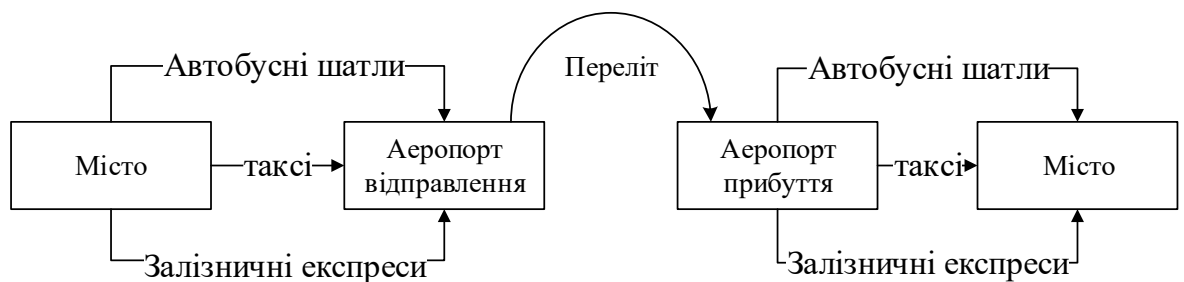 Автобусні шатли
Переліт
Автобусні шатли
Місто
таксі
Аеропорт
відправлення
Аеропорт
прибуття
таксі
Місто
Залізничні експреси
Залізничні експреси